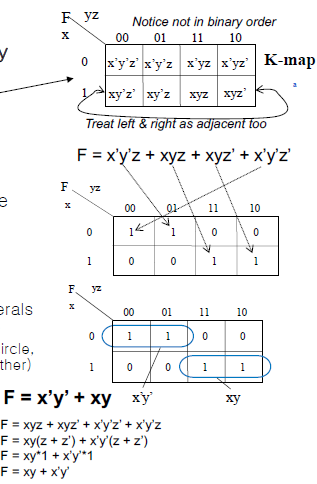 F yz Notice not in binary order
x 00 01 11 10
y
0 x'y'z' x'y'z x'yz x'yz' K-map
a
1 xy'z' xy'z xyz xyz'
Treat left & right as adjacent too
F = x'y'z + xyz + xyz' + x'y'z'
F yz
e
x 00 01 11 10
0 1 1 0 0
1 0 0 1 1
F yz
x 00 01 11 10
erals
0 1 1 0 0
ircle,
ther)
1 0 0 1 1
F = x'y' + xy x'y' xy
F = xyz + xyz' + x'y'z' + x'y'z
F = xy(z + z') + x'y'(z + z')
F = xy*1 + x'y'*1
F = xy + x'y'